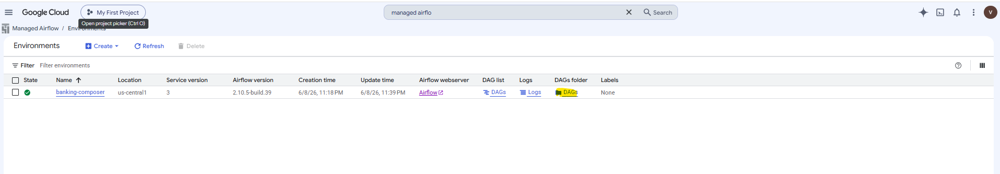 Google Cloud
My First Project
managed airflo
Search
V
Open project picker (Ctrl O)
Managed Airflow / Environments
Environments
Create
Refresh
Delete
Filter
Filter environments
State Name Location Service version Airflow version Creation time Update time Airflow webserver DAG list Logs DAGs folder Labels
banking-composer us-central1 3 2.10.5-build.39 6/8/26, 11:18 PM 6/8/26, 11:39 PM Airflow DAGs Logs DAGs None